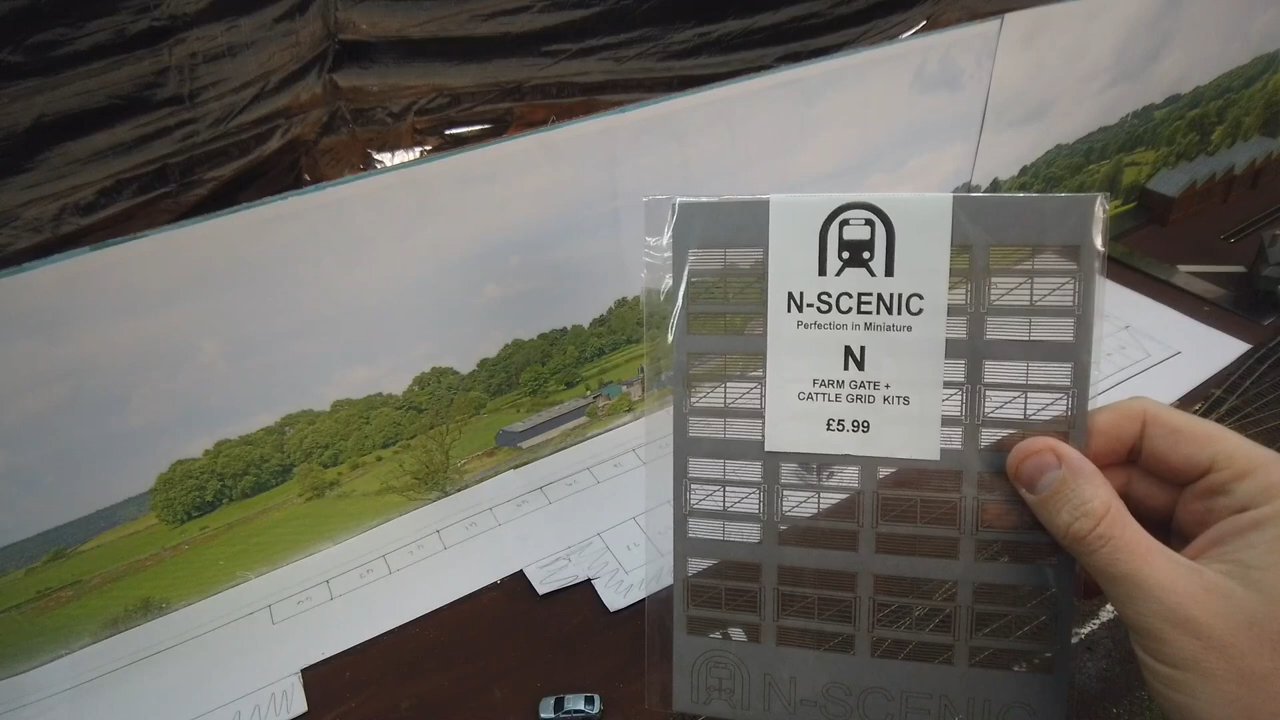 N-SCENIC
Perfection in Miniature
N
FARM GATE +
CATTLE GRID KITS
£5.99
N-SCENIC